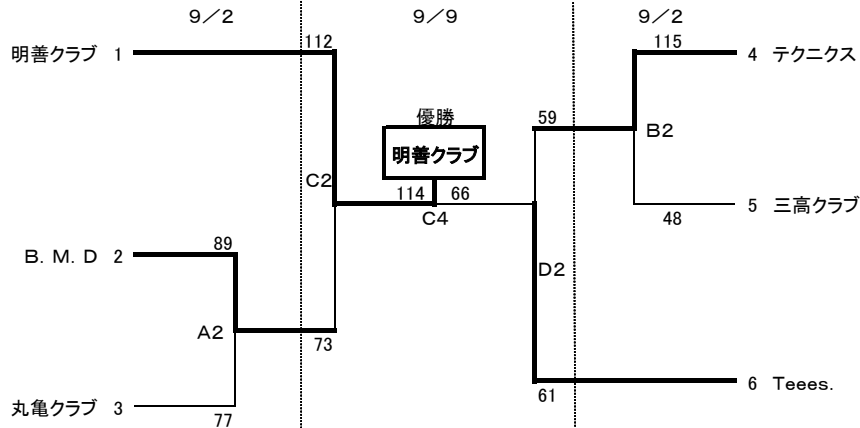 9／2
9／9
9／2
明善クラブ 1
112
115
4 テクニクス
優勝
59
明善クラブ
B2
C2
114
66
C4
48
5 三高クラブ
B. M. D 2
89
D2
A2
73
61
6 Teees.
丸亀クラブ 3
77